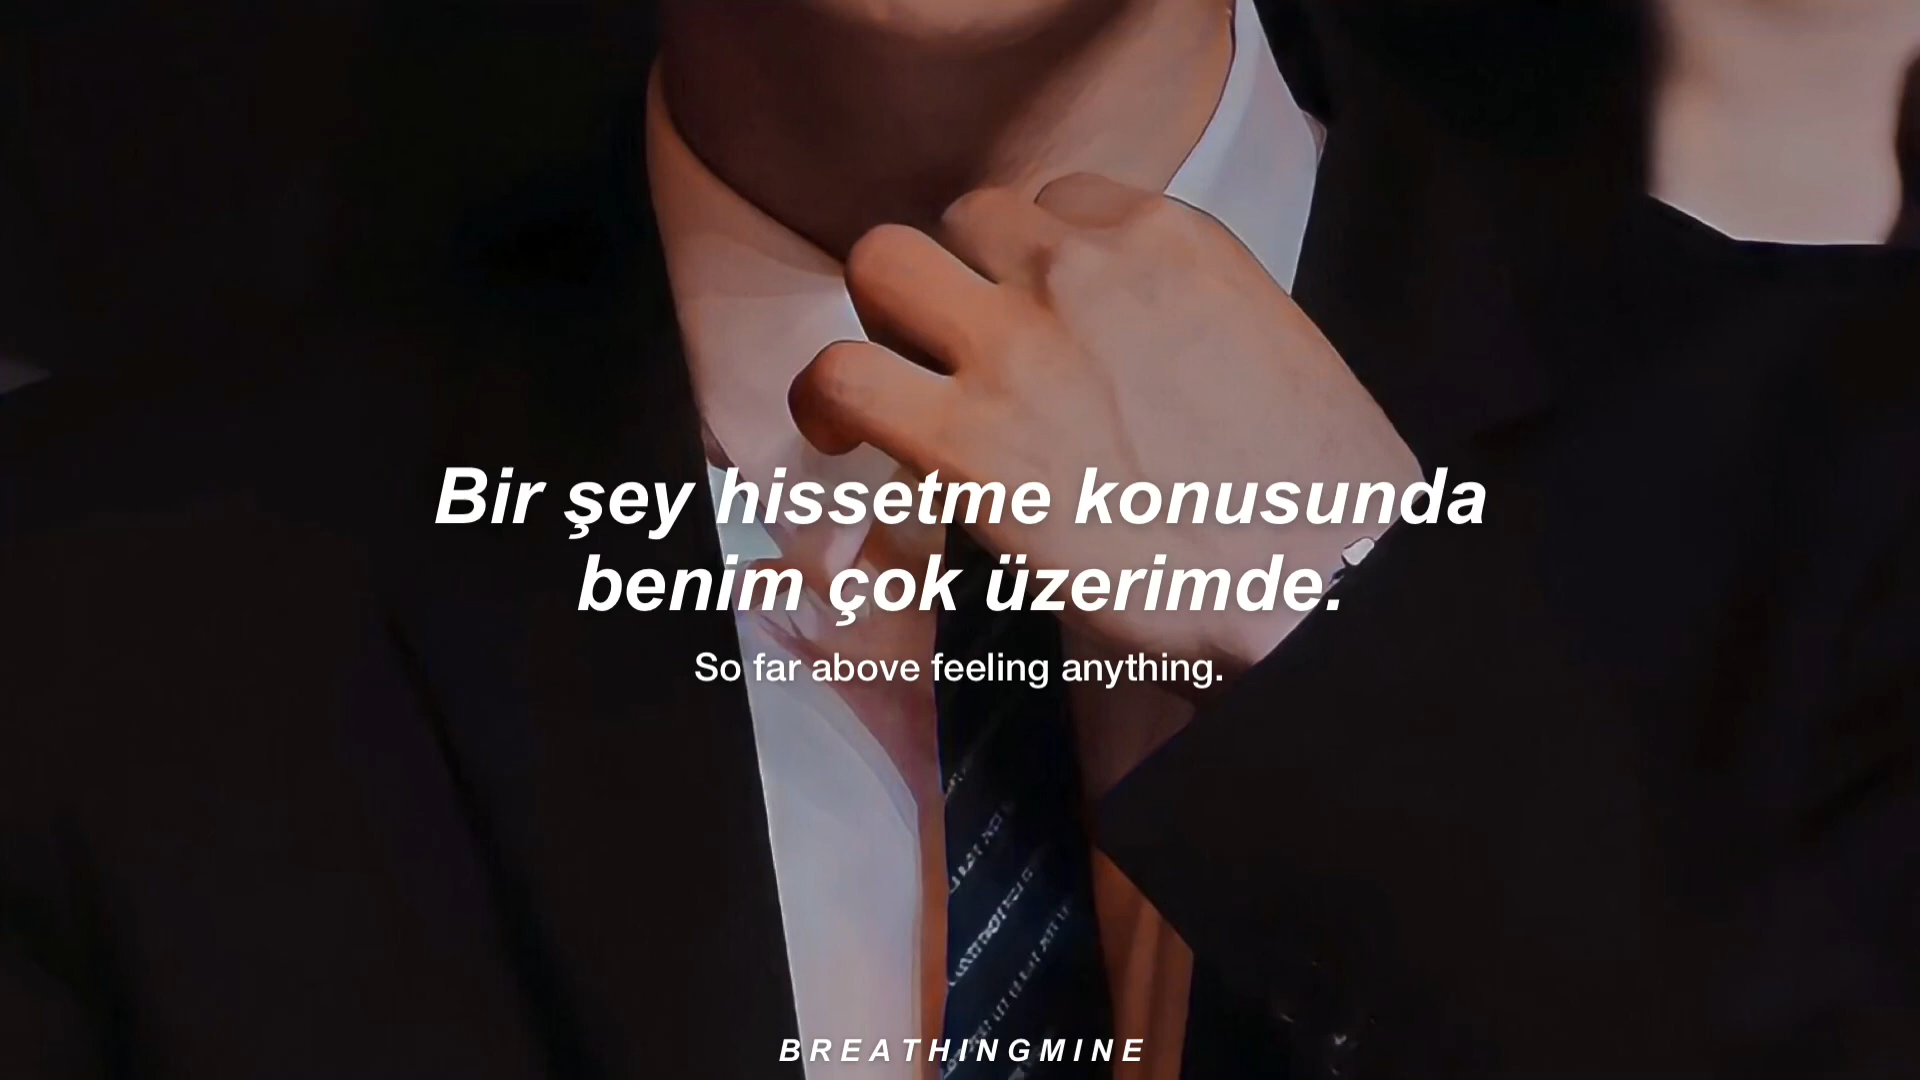 Bir şey hissetme konusunda
benim çok üzerimde.
So far above feeling anything.
BREATHINGMINE